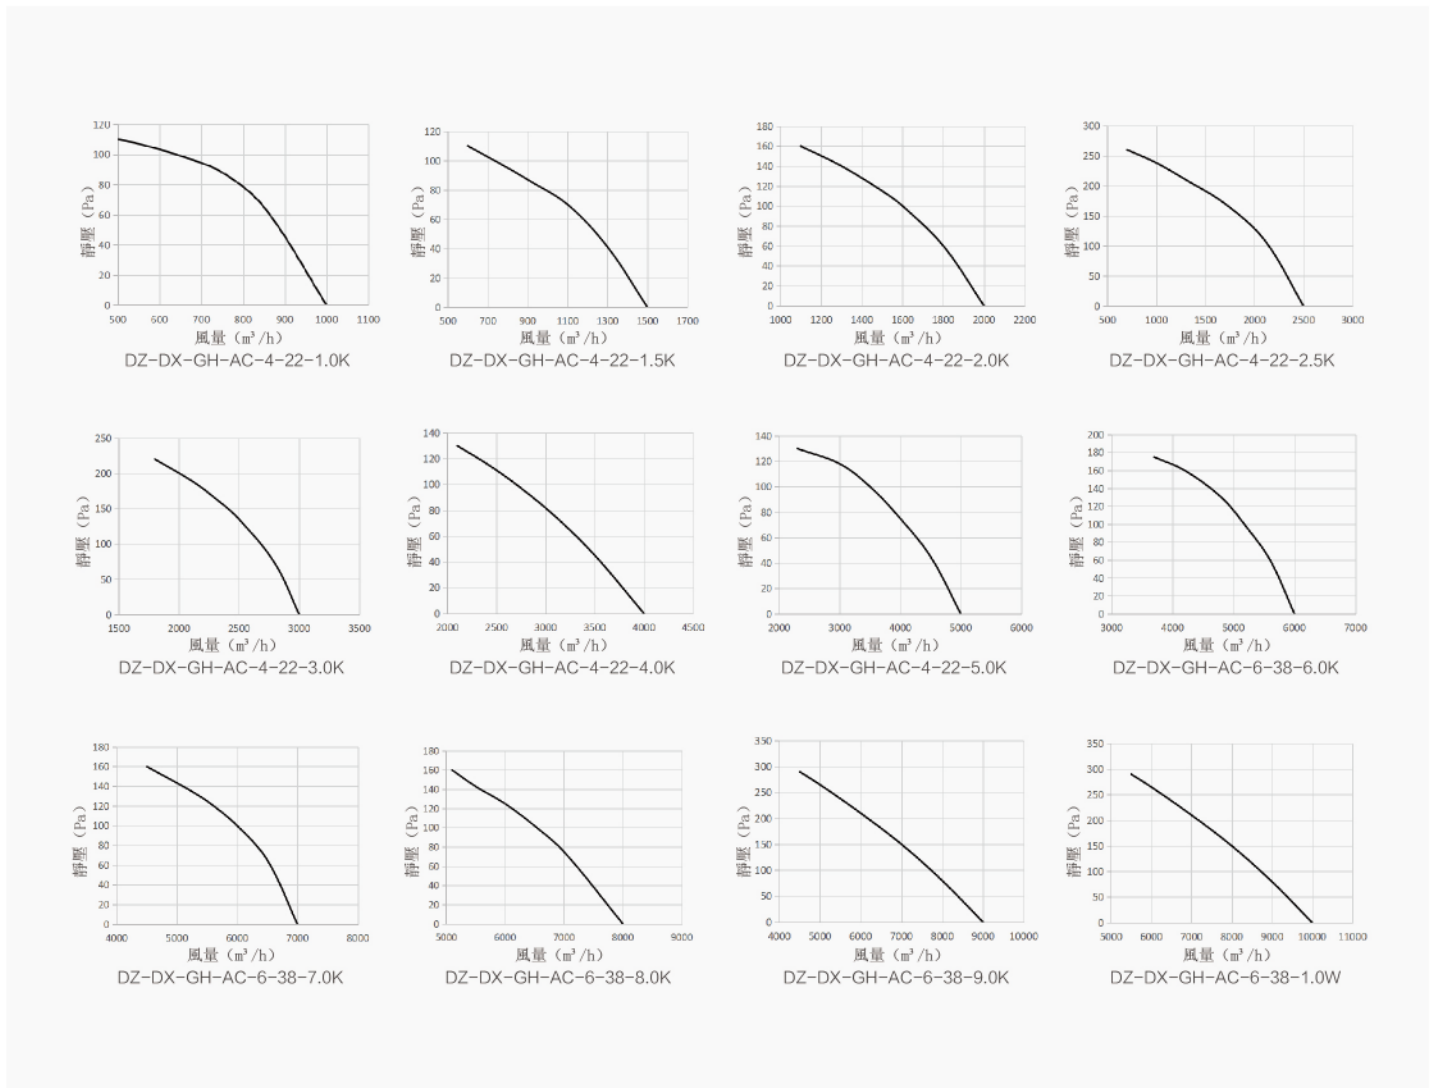 120
100
80
60
40
20
0
靜壓（Pa）
500 600 700 800 900 1000 1100
風量（m³/h）
DZ-DX-GH-AC-4-22-1.0K
120
100
80
60
40
20
0
靜壓（Pa）
500 700 900 1100 1300 1500 1700
風量（m³/h）
DZ-DX-GH-AC-4-22-1.5K
180
160
140
120
100
80
60
40
20
0
靜壓（Pa）
1000 1200 1400 1600 1800 2000 2200
風量（m³/h）
DZ-DX-GH-AC-4-22-2.0K
300
250
200
150
100
50
0
靜壓（Pa）
500 1000 1500 2000 2500 3000
風量（m³/h）
DZ-DX-GH-AC-4-22-2.5K
250
200
150
100
50
0
靜壓（Pa）
1500 2000 2500 3000 3500
風量（m³/h）
DZ-DX-GH-AC-4-22-3.0K
140
120
100
80
60
40
20
0
靜壓（Pa）
2000 2500 3000 3500 4000 4500
風量（m³/h）
DZ-DX-GH-AC-4-22-4.0K
140
120
100
80
60
40
20
0
靜壓（Pa）
2000 3000 4000 5000 6000
風量（m³/h）
DZ-DX-GH-AC-4-22-5.0K
200
180
160
140
120
100
80
60
40
20
0
靜壓（Pa）
3000 4000 5000 6000 7000
風量（m³/h）
DZ-DX-GH-AC-6-38-6.0K
180
160
140
120
100
80
60
40
20
0
靜壓（Pa）
4000 5000 6000 7000 8000
風量（m³/h）
DZ-DX-GH-AC-6-38-7.0K
180
160
140
120
100
80
60
40
20
0
靜壓（Pa）
5000 6000 7000 8000 9000
風量（m³/h）
DZ-DX-GH-AC-6-38-8.0K
350
300
250
200
150
100
50
0
靜壓（Pa）
4000 5000 6000 7000 8000 9000 10000
風量（m³/h）
DZ-DX-GH-AC-6-38-9.0K
350
300
250
200
150
100
50
0
靜壓（Pa）
5000 6000 7000 8000 9000 10000 11000
風量（m³/h）
DZ-DX-GH-AC-6-38-1.0W